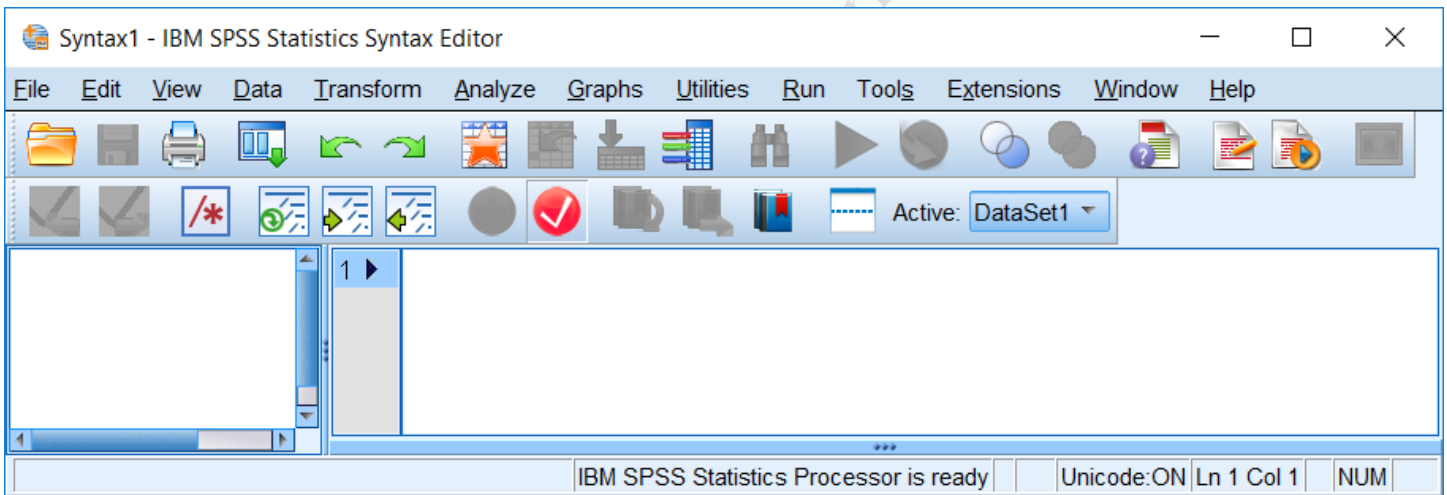 Syntax1 - IBM SPSS Statistics Syntax Editor
File Edit View Data Transform Analyze Graphs Utilities Run Tools Extensions Window Help
/* Active: DataSet1
1
IBM SPSS Statistics Processor is ready Unicode:ON Ln 1 Col 1 NUM